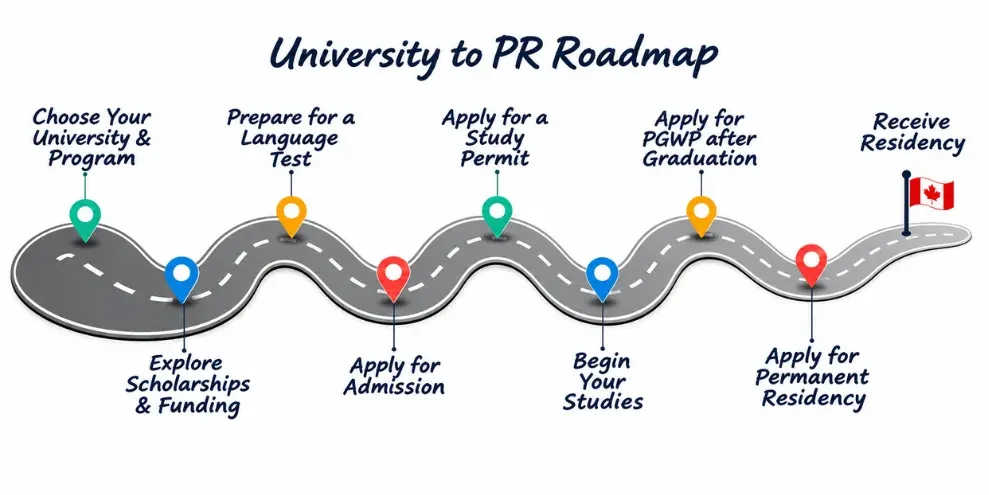 University to PR Roadmap
Choose Your
University &
Program
Explore
Scholarships
& Funding
Prepare for a
Language
Test
Apply for
Admission
Apply for a
Study
Permit
Begin
Your
Studies
Apply for
PGWP after
Graduation
Apply for
Permanent
Residency
Receive
Residency